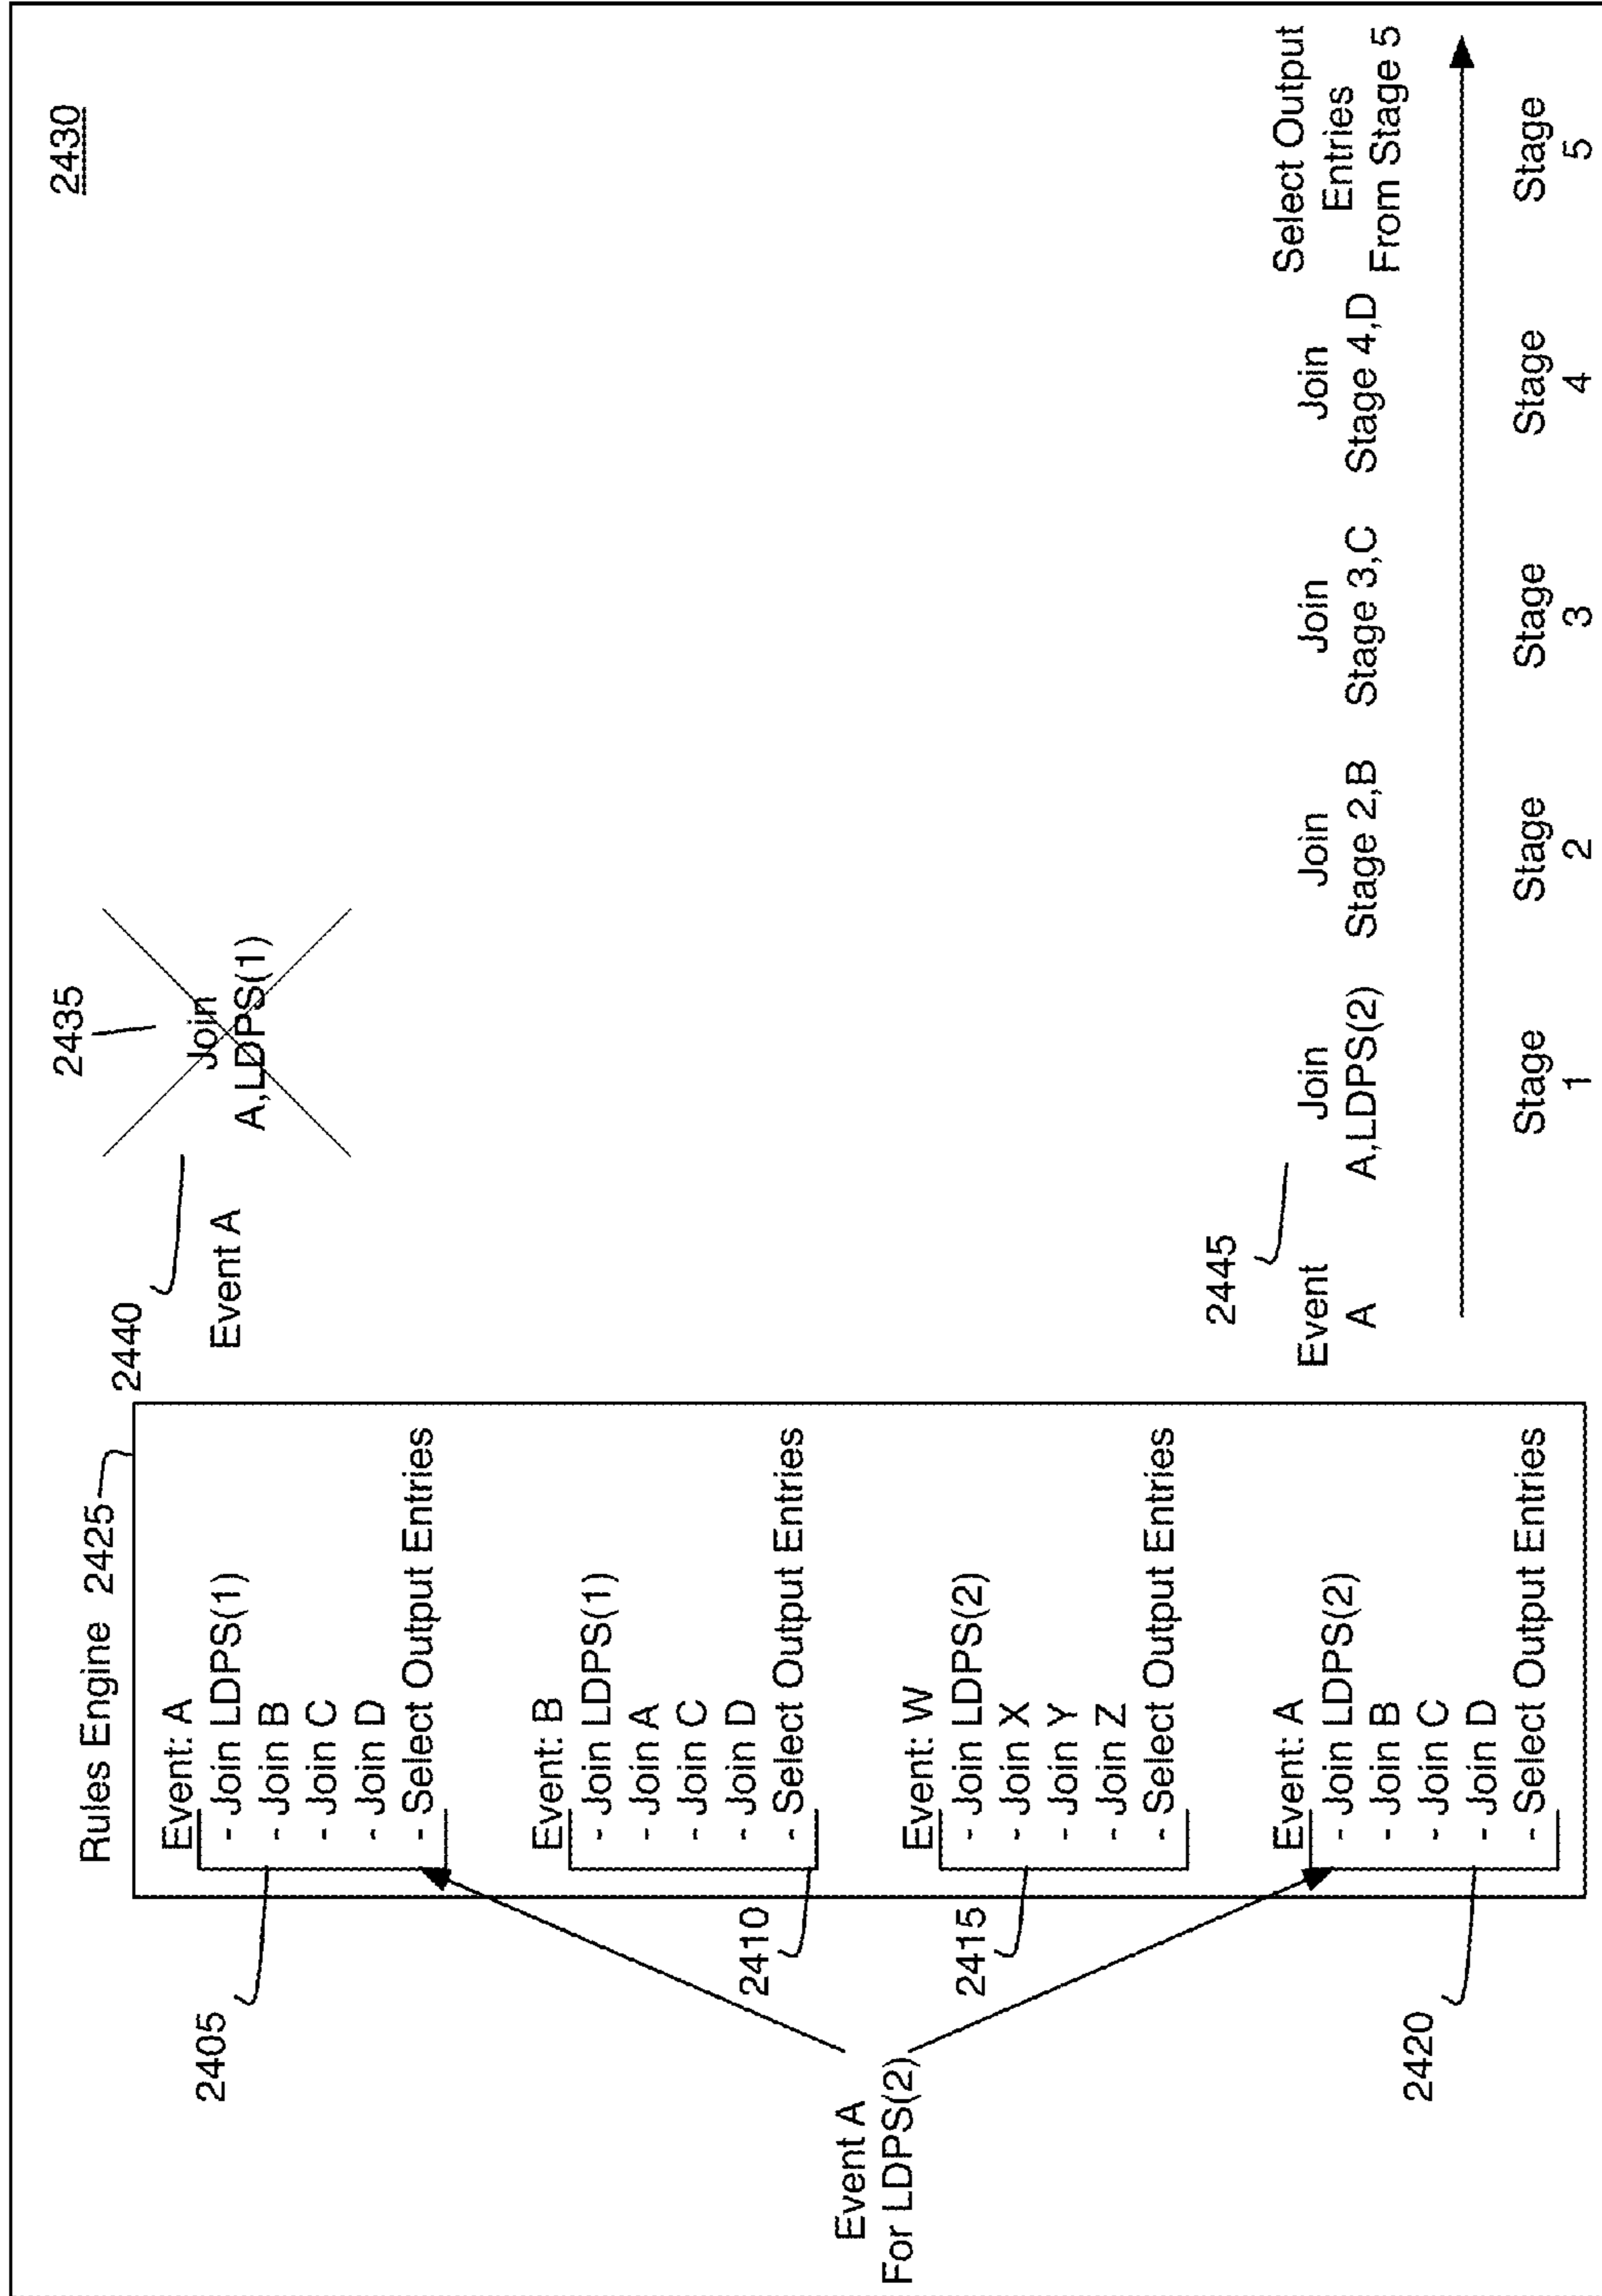 2430
Rules Engine 2425
2405
Event: A
- Join LDPS(1)
- Join B
- Join C
- Join D
- Select Output Entries
2410
Event: B
- Join LDPS(1)
- Join A
- Join C
- Join D
- Select Output Entries
2415
Event: W
- Join LDPS(2)
- Join X
- Join Y
- Join Z
- Select Output Entries
2420
Event: A
- Join LDPS(2)
- Join B
- Join C
- Join D
- Select Output Entries
Event A
For LDPS(2)
2440
Event A
2435
Join
A,LDPS(1)
2445
Event
A
Join
A,LDPS(2)
Join
Stage 2,B
Join
Stage 3,C
Join
Stage 4,D
Select Output
Entries
From Stage 5
Stage
1
Stage
2
Stage
3
Stage
4
Stage
5